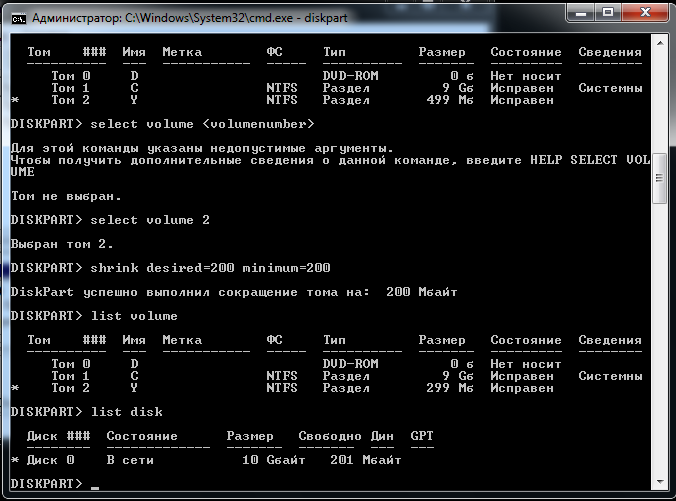 Администратор: C:\Windows\System32\cmd.exe - diskpart
Том ### Имя Метка ФС Тип Размер Состояние Сведения
---------- --- ----------- ----- ---------- ------- --------- --------
Том 0 D DVD-ROM 0 б Нет носит
Том 1 C NTFS Раздел 9 Gб Исправен Системны
* Том 2 Y NTFS Раздел 499 Mб Исправен
DISKPART> select volume <volumenumber>
Для этой команды указаны недопустимые аргументы.
Чтобы получить дополнительные сведения о данной команде, введите HELP SELECT VOL
UME
Том не выбран.
DISKPART> select volume 2
Выбран том 2.
DISKPART> shrink desired=200 minimum=200
DiskPart успешно выполнил сокращение тома на: 200 Mбайт
DISKPART> list volume
Том ### Имя Метка ФС Тип Размер Состояние Сведения
---------- --- ----------- ----- ---------- ------- --------- --------
Том 0 D DVD-ROM 0 б Нет носит
Том 1 C NTFS Раздел 9 Gб Исправен Системны
* Том 2 Y NTFS Раздел 299 Mб Исправен
DISKPART> list disk
Диск ### Состояние Размер Свободно Дин GPT
-------- ------------- ------- ------- --- ---
* Диск 0 В сети 10 Gбайт 201 Mбайт
DISKPART> _